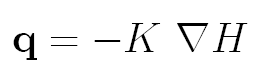 q = −K ∇H